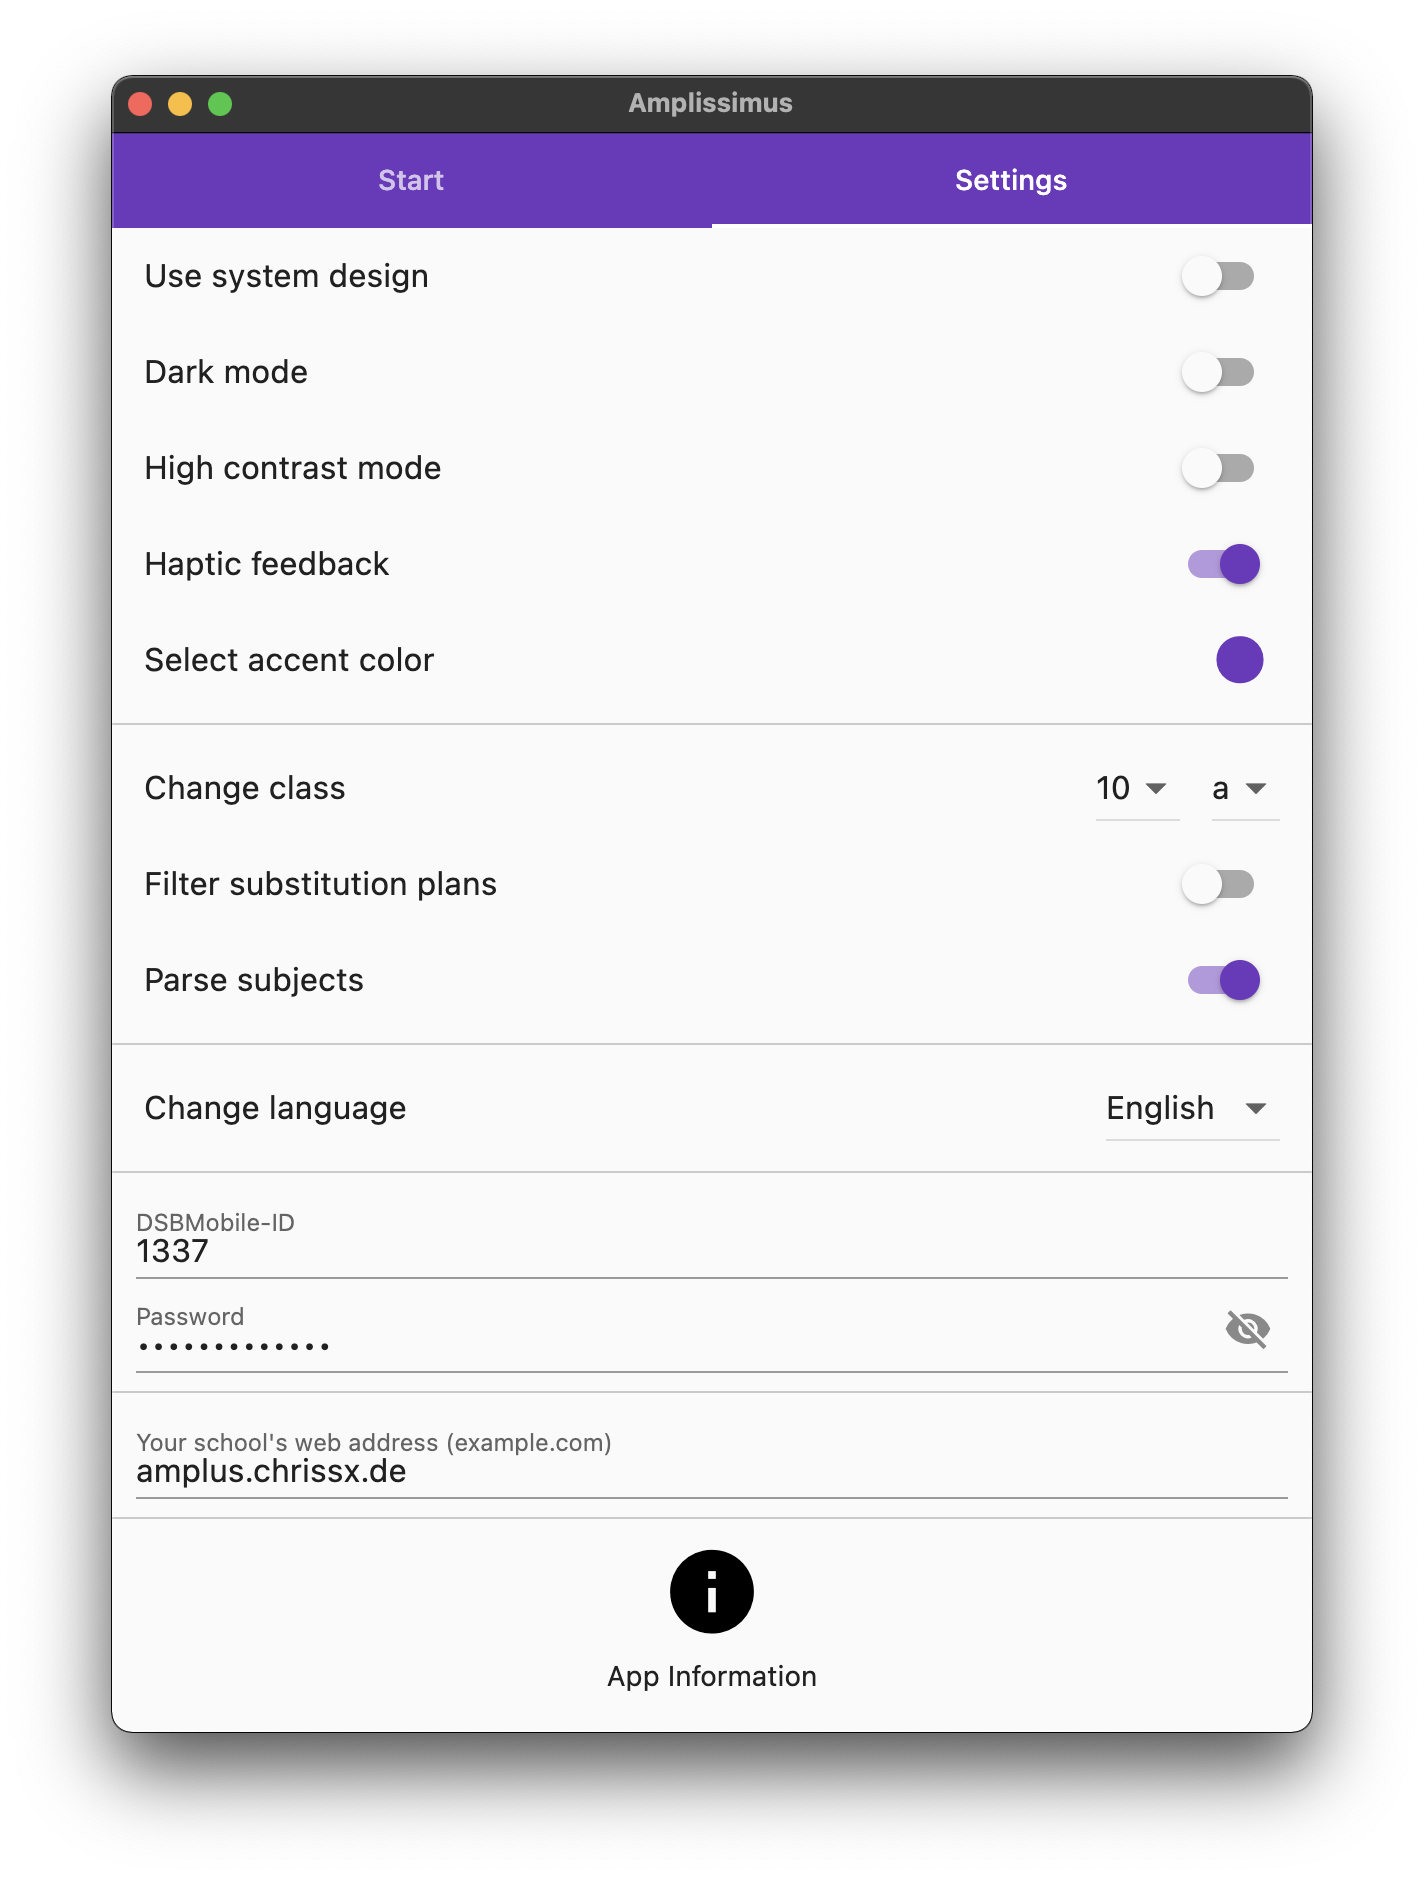 Amplissimus
Start Settings
Use system design
Dark mode
High contrast mode
Haptic feedback
Select accent color
Change class 10 a
Filter substitution plans
Parse subjects
Change language English
DSBMobile-ID
1337
Password
•••••••••••••
Your school's web address (example.com)
amplus.chrissx.de
App Information